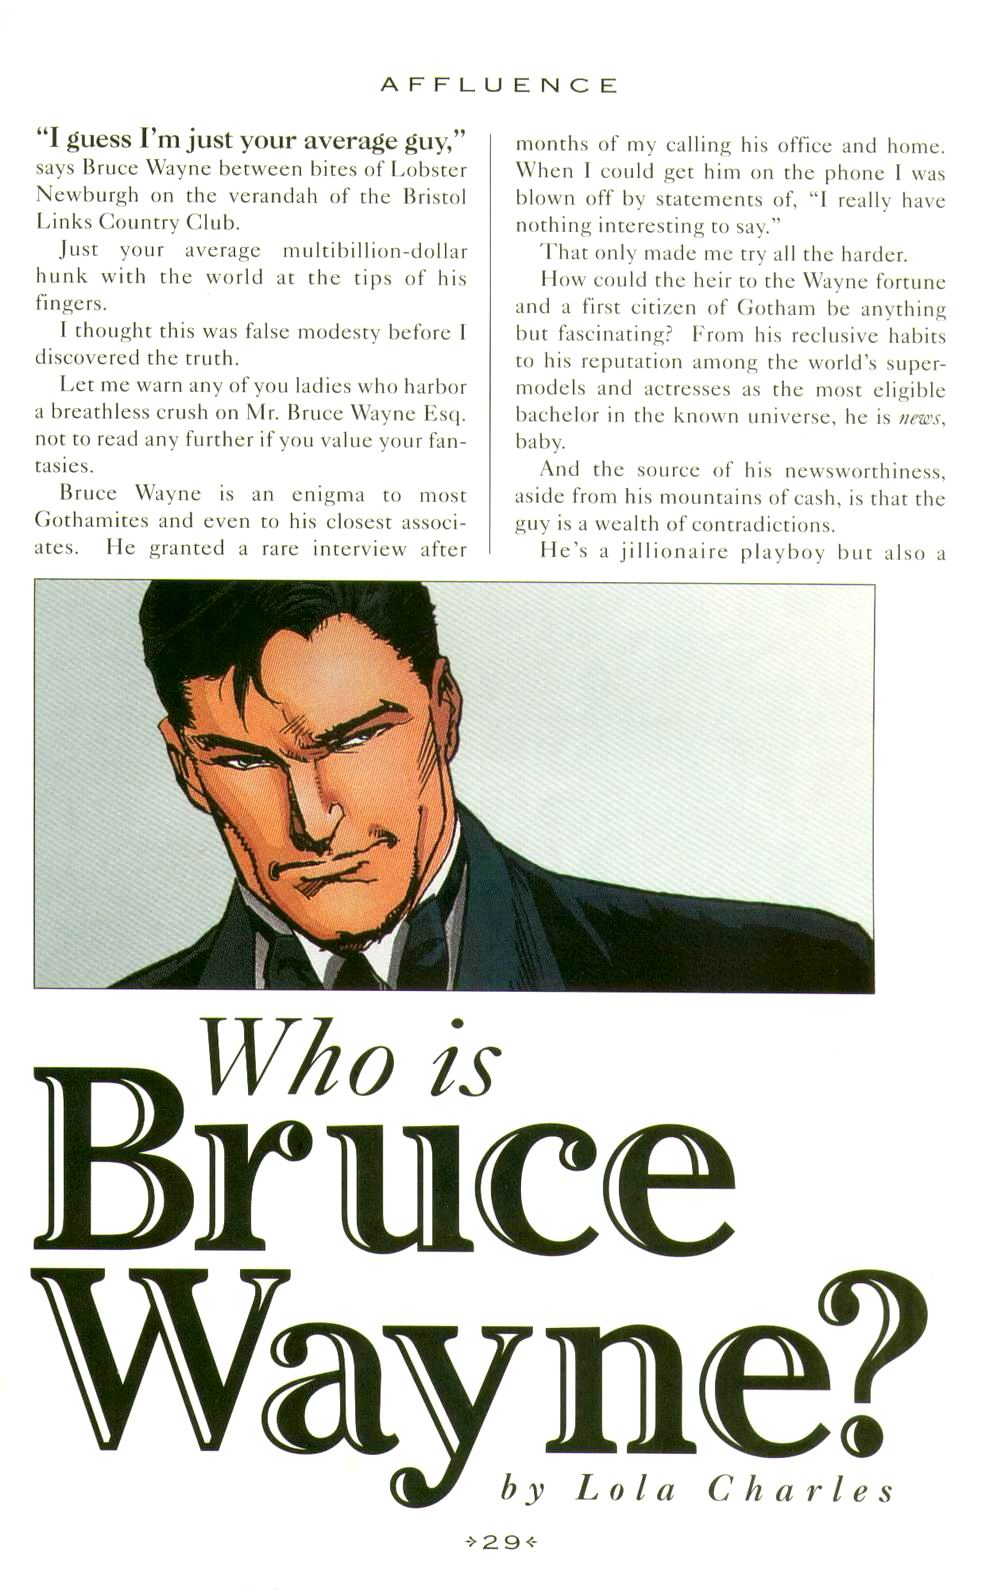 AFFLUENCE
“I guess I’m just your average guy,”
says Bruce Wayne between bites of Lobster
Newburgh on the verandah of the Bristol
Links Country Club.
Just your average multibillion-dollar
hunk with the world at the tips of his
fingers.
I thought this was false modesty before I
discovered the truth.
Let me warn any of you ladies who harbor
a breathless crush on Mr. Bruce Wayne Esq.
not to read any further if you value your fan-
tasies.
Bruce Wayne is an enigma to most
Gothamites and even to his closest associ-
ates. He granted a rare interview after
months of my calling his office and home.
When I could get him on the phone I was
blown off by statements of, “I really have
nothing interesting to say.”
That only made me try all the harder.
How could the heir to the Wayne fortune
and a first citizen of Gotham be anything
but fascinating? From his reclusive habits
to his reputation among the world’s super-
models and actresses as the most eligible
bachelor in the known universe, he is news,
baby.
And the source of his newsworthiness,
aside from his mountains of cash, is that the
guy is a wealth of contradictions.
He’s a jillionaire playboy but also a
Who is
Bruce
Wayne?
by Lola Charles
29